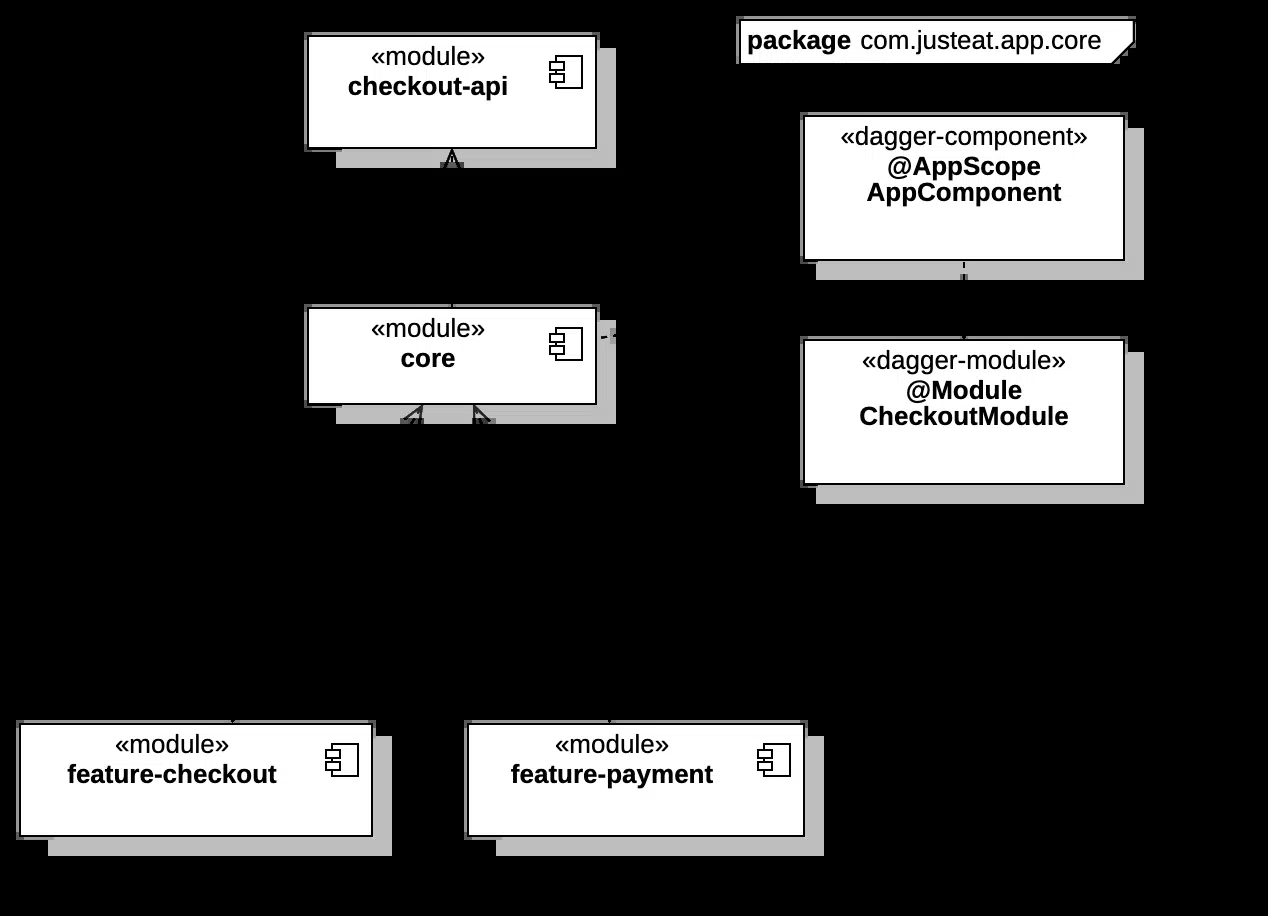 «module»
checkout-api
package com.justeat.app.core
«dagger-component»
@AppScope
AppComponent
«module»
core
«dagger-module»
@Module
CheckoutModule
«module»
feature-checkout
«module»
feature-payment